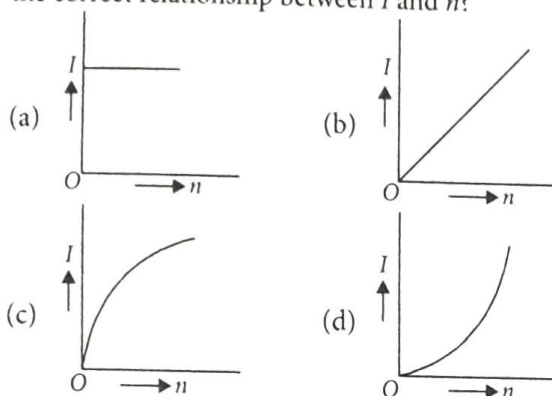 the correct relationship between I and n?
(a) I O n
(b) I O n
(c) I O n
(d) I O n